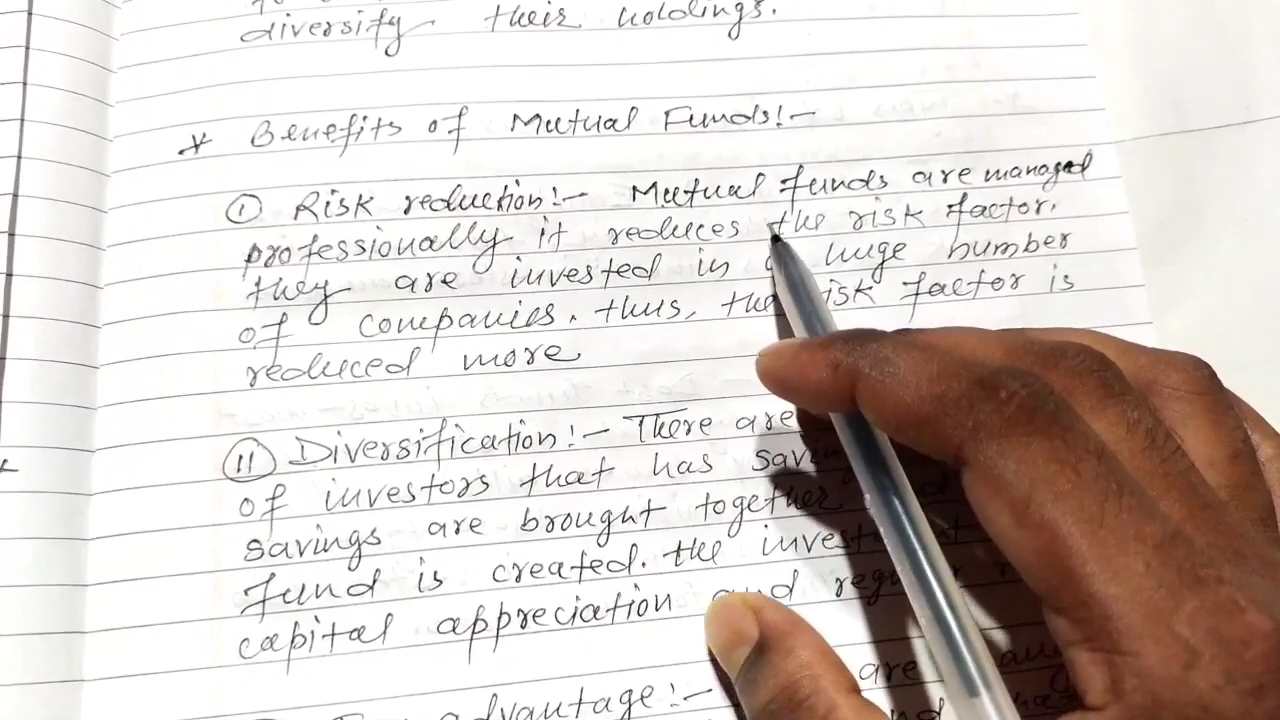 diversify their holdings.
* Benefits of Mutual Funds:-
① Risk reduction:- Mutual funds are managed
professionally it reduces the risk factor.
they are invested in a huge number
of companies. thus, the risk factor is
reduced more
⑪ Diversification:- There are
of investors that has
savings are brought together
fund is created. the
capital appreciation and
advantage:- are